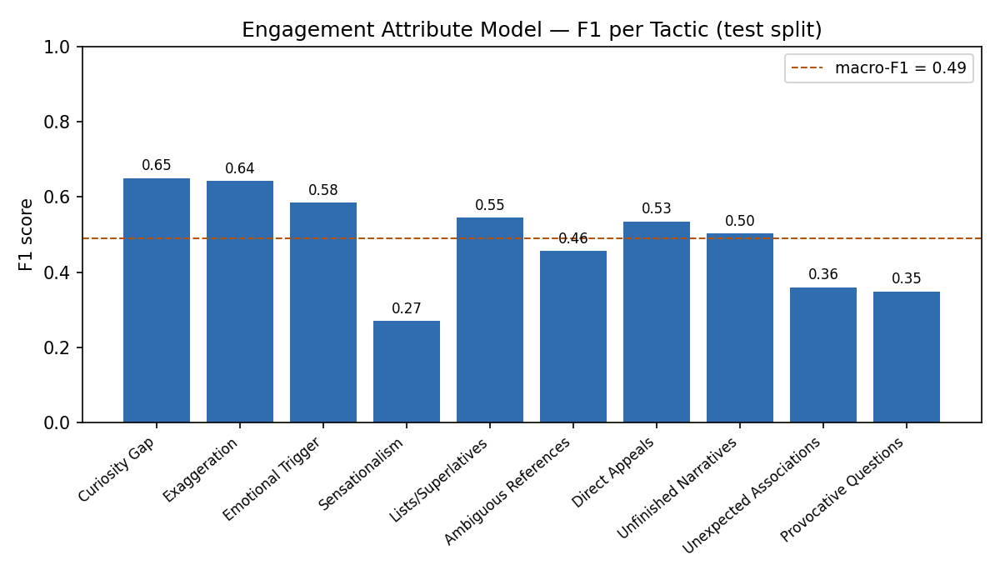 Engagement Attribute Model — F1 per Tactic (test split)
macro-F1 = 0.49
F1 score
1.0
0.8
0.6
0.4
0.2
0.0
0.65
0.64
0.58
0.27
0.55
0.46
0.53
0.50
0.36
0.35
Curiosity Gap
Exaggeration
Emotional Trigger
Sensationalism
Lists/Superlatives
Ambiguous References
Direct Appeals
Unfinished Narratives
Unexpected Associations
Provocative Questions